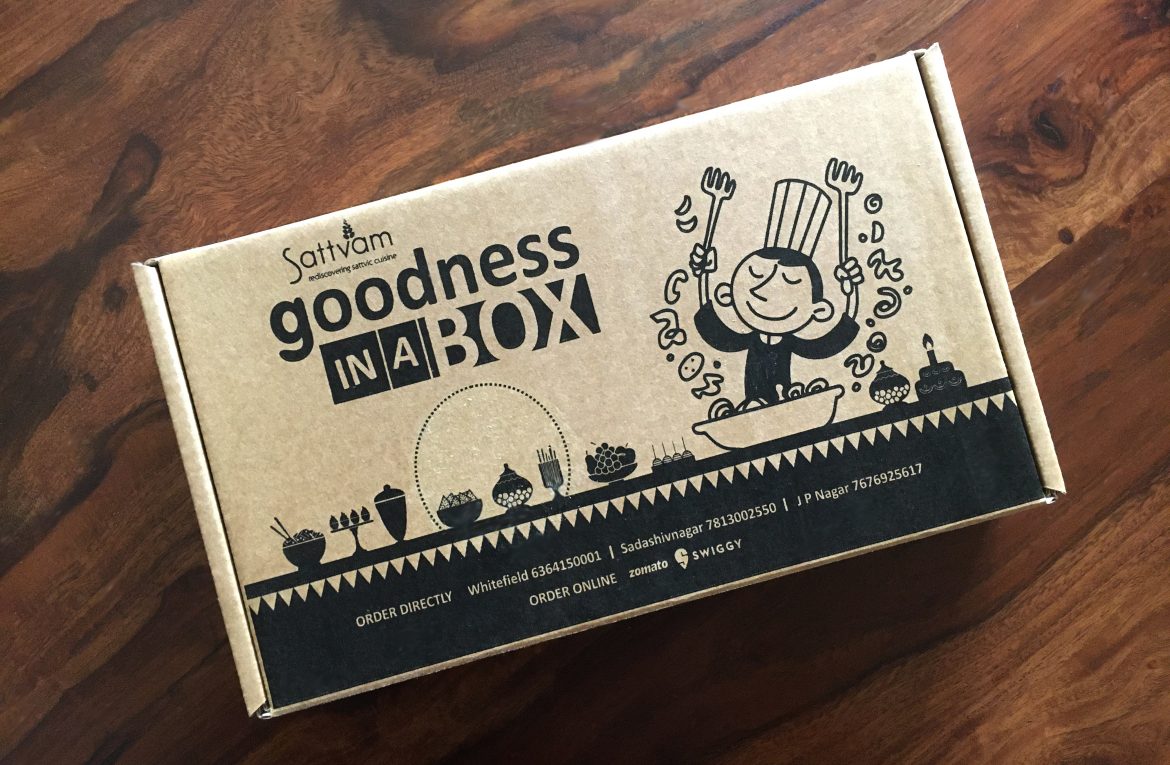 Sattvam
rediscovering sattvic cuisine
goodness
IN A BOX
ORDER DIRECTLY Whitefield 6364150001 | Sadashivnagar 7813002550 | J P Nagar 7676925617
ORDER ONLINE zomato SWIGGY